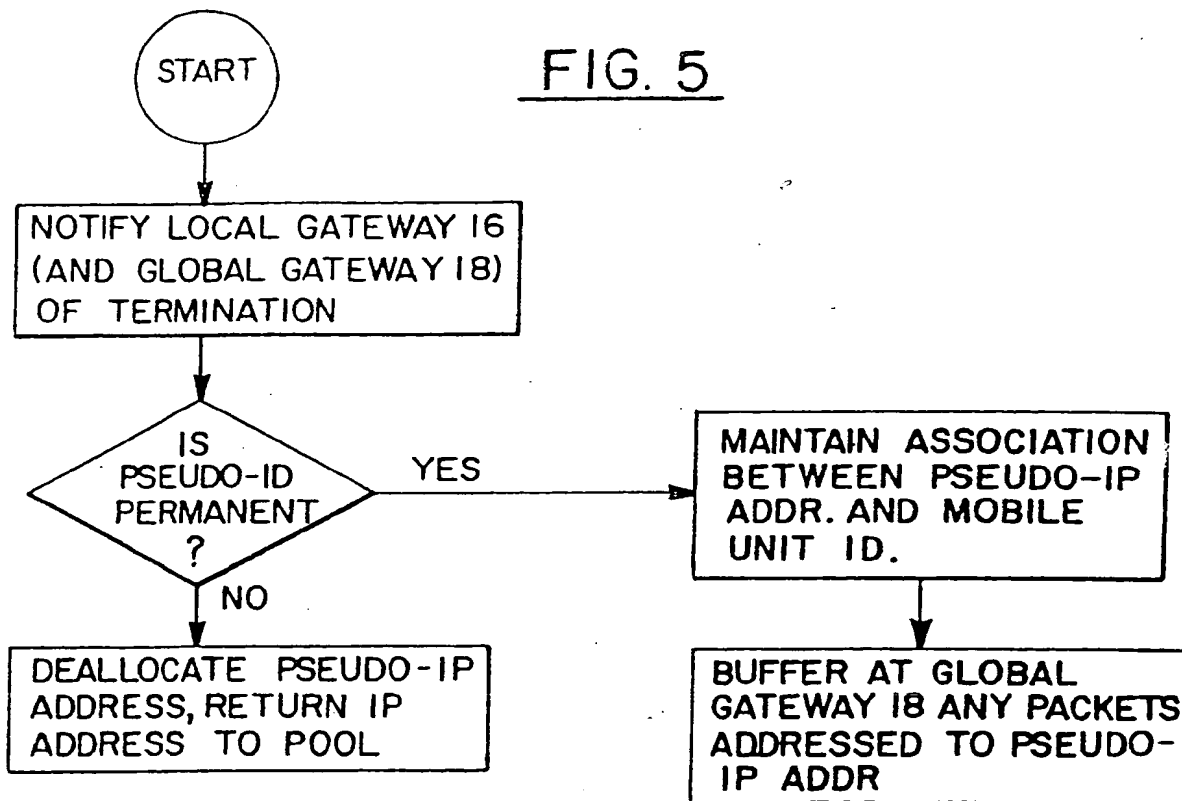 START
FIG. 5
NOTIFY LOCAL GATEWAY 16
(AND GLOBAL GATEWAY 18)
OF TERMINATION
IS
PSEUDO-ID
PERMANENT
?
YES
NO
MAINTAIN ASSOCIATION
BETWEEN PSEUDO-IP
ADDR. AND MOBILE
UNIT ID.
DEALLOCATE PSEUDO-IP
ADDRESS, RETURN IP
ADDRESS TO POOL
BUFFER AT GLOBAL
GATEWAY 18 ANY PACKETS
ADDRESSED TO PSEUDO-
IP ADDR